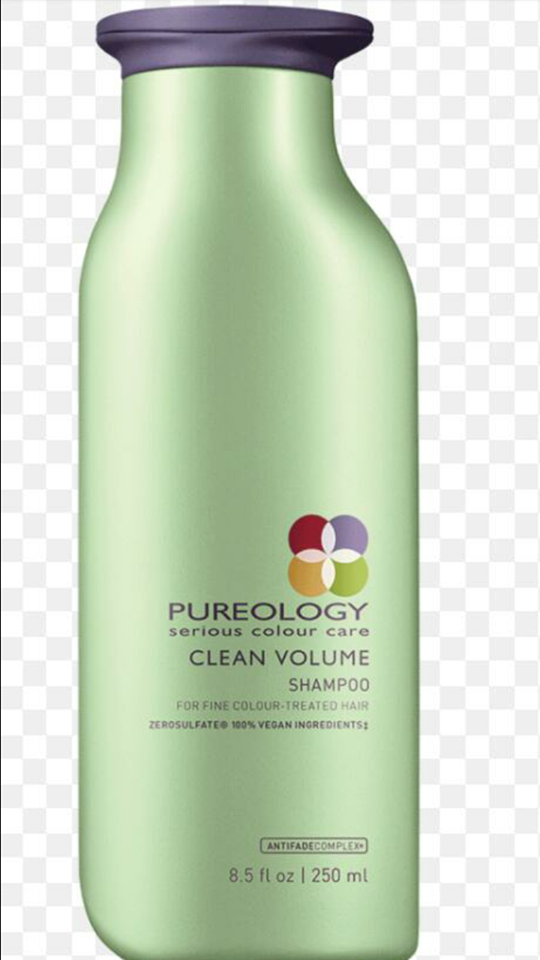 PUREOLOGY
serious colour care
CLEAN VOLUME
SHAMPOO
FOR FINE COLOUR-TREATED HAIR
ZEROSULFATE® 100% VEGAN INGREDIENTS‡
ANTIFADECOMPLEX®
8.5 fl oz | 250 ml